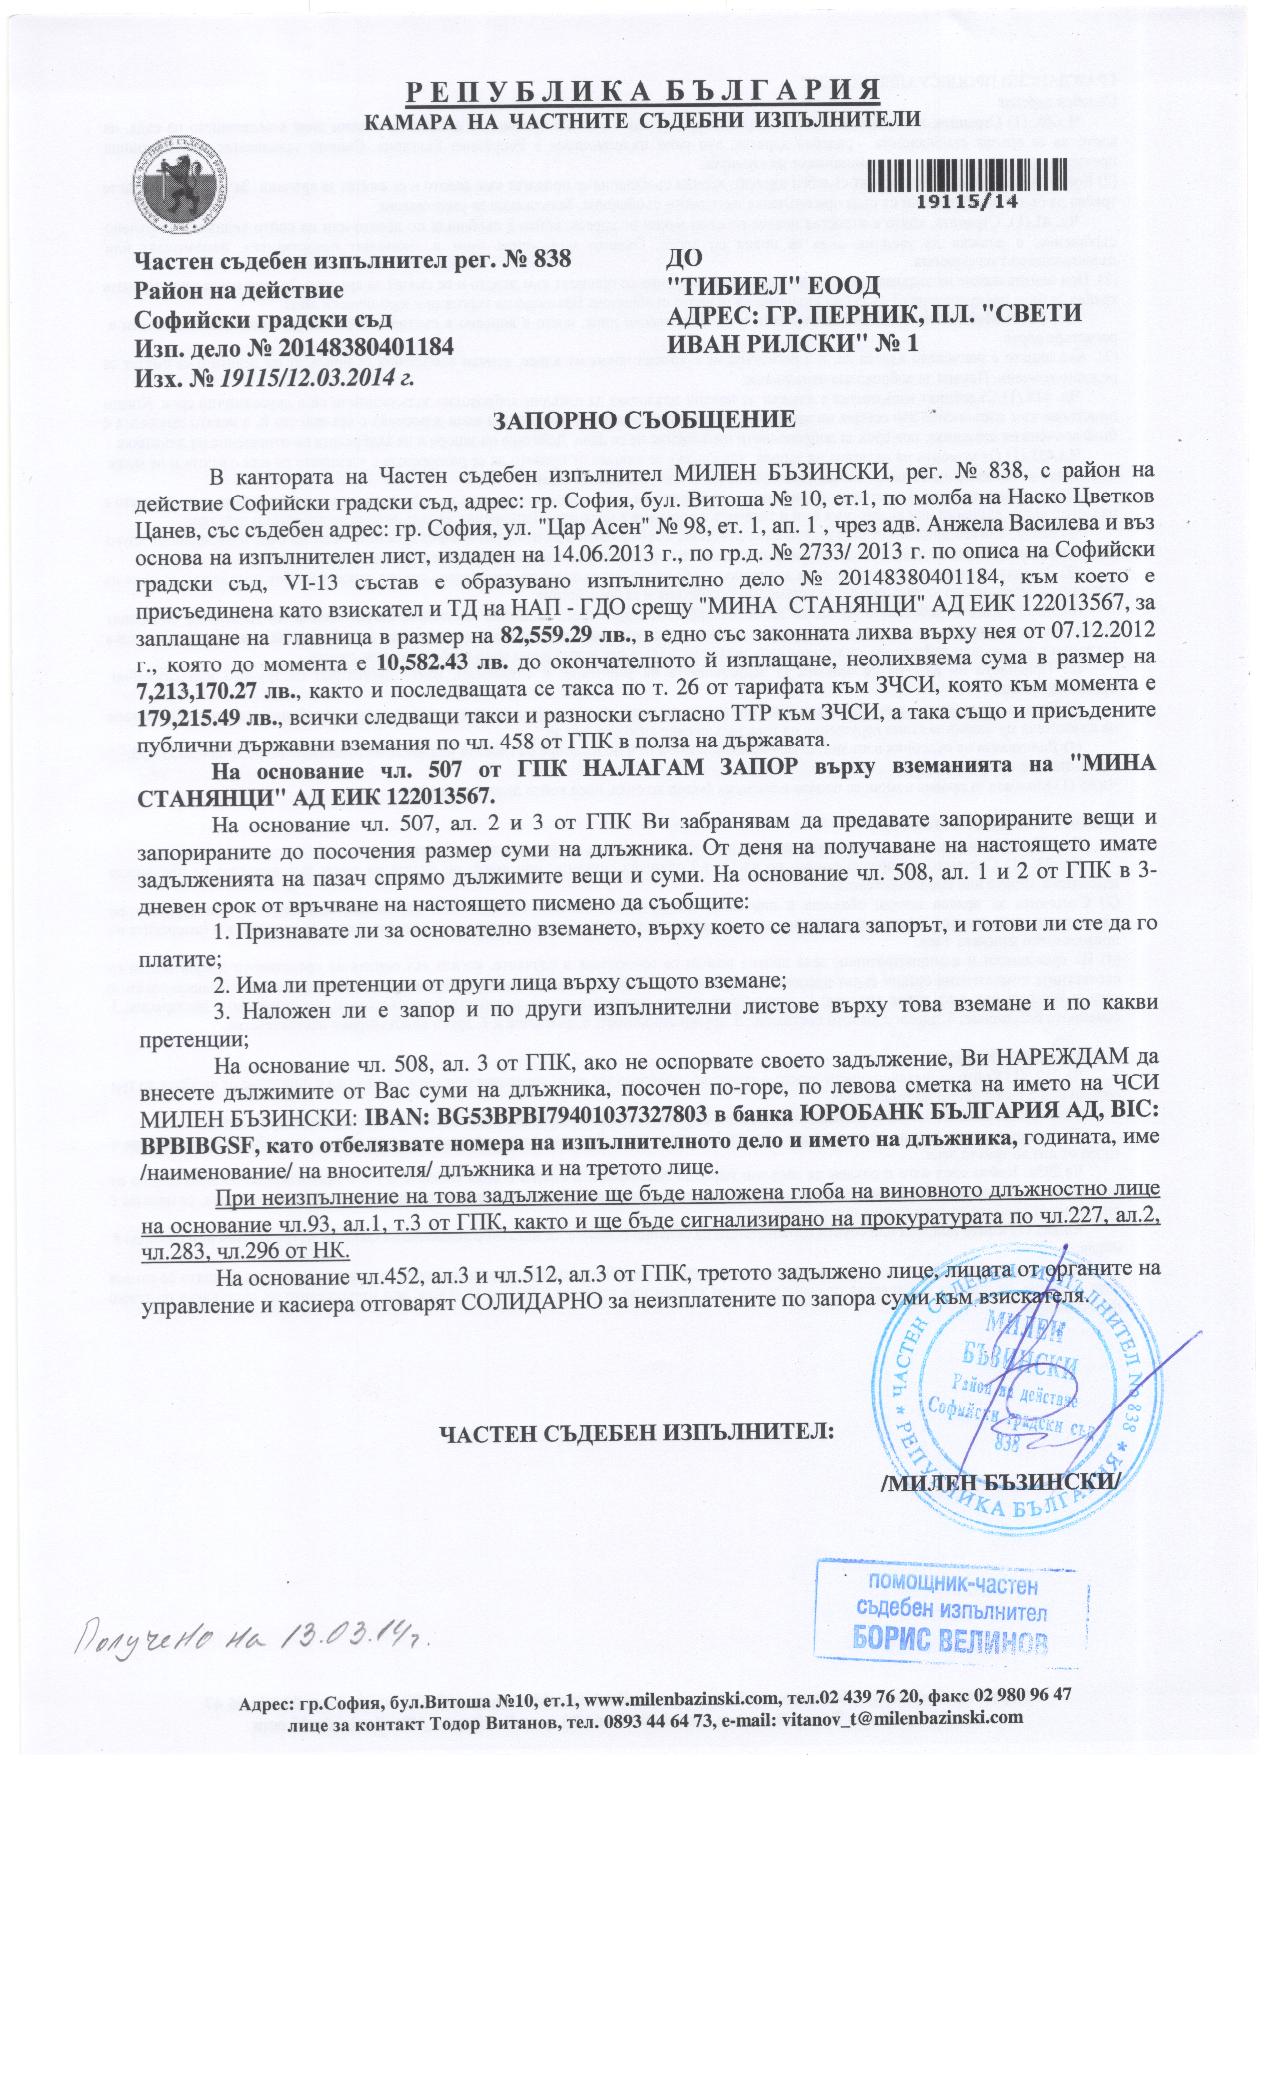 РЕПУБЛИКА БЪЛГАРИЯ
КАМАРА НА ЧАСТНИТЕ СЪДЕБНИ ИЗПЪЛНИТЕЛИ
19115/14
Частен съдебен изпълнител рег. № 838
Район на действие
Софийски градски съд
Изп. дело № 20148380401184
Изх. № 19115/12.03.2014 г.
ДО
"ТИБИЕЛ" ЕООД
АДРЕС: ГР. ПЕРНИК, ПЛ. "СВЕТИ
ИВАН РИЛСКИ" № 1
ЗАПОРНО СЪОБЩЕНИЕ
В кантората на Частен съдебен изпълнител МИЛЕН БЪЗИНСКИ, рег. № 838, с район на
действие Софийски градски съд, адрес: гр. София, бул. Витоша № 10, ет.1, по молба на Наско Цветков
Цанев, със съдебен адрес: гр. София, ул. "Цар Асен" № 98, ет. 1, ап. 1 , чрез адв. Анжела Василева и въз
основа на изпълнителен лист, издаден на 14.06.2013 г., по гр.д. № 2733/ 2013 г. по описа на Софийски
градски съд, VI-13 състав е образувано изпълнително дело № 20148380401184, към което е
присъединена като взискател и ТД на НАП - ГДО срещу "МИНА СТАНЯНЦИ" АД ЕИК 122013567, за
заплащане на главница в размер на 82,559.29 лв., в едно със законната лихва върху нея от 07.12.2012
г., която до момента е 10,582.43 лв. до окончателното й изплащане, неолихвяема сума в размер на
7,213,170.27 лв., както и последващата се такса по т. 26 от тарифата към ЗЧСИ, която към момента е
179,215.49 лв., всички следващи такси и разноски съгласно ТТР към ЗЧСИ, а така също и присъдените
публични държавни вземания по чл. 458 от ГПК в полза на държавата.
На основание чл. 507 от ГПК НАЛАГАМ ЗАПОР върху вземанията на "МИНА
СТАНЯНЦИ" АД ЕИК 122013567.
На основание чл. 507, ал. 2 и 3 от ГПК Ви забранявам да предавате запорираните вещи и
запорираните до посочения размер суми на длъжника. От деня на получаване на настоящето имате
задълженията на пазач спрямо дължимите вещи и суми. На основание чл. 508, ал. 1 и 2 от ГПК в 3-
дневен срок от връчване на настоящето писмено да съобщите:
1. Признавате ли за основателно вземането, върху което се налага запорът, и готови ли сте да го
платите;
2. Има ли претенции от други лица върху същото вземане;
3. Наложен ли е запор и по други изпълнителни листове върху това вземане и по какви
претенции;
На основание чл. 508, ал. 3 от ГПК, ако не оспорвате своето задължение, Ви НАРЕЖДАМ да
внесете дължимите от Вас суми на длъжника, посочен по-горе, по левова сметка на името на ЧСИ
МИЛЕН БЪЗИНСКИ: IBAN: BG53BPBI79401037327803 в банка ЮРОБАНК БЪЛГАРИЯ АД, BIC:
BPBIBGSF, като отбелязвате номера на изпълнителното дело и името на длъжника, годината, име
/наименование/ на вносителя/ длъжника и на третото лице.
При неизпълнение на това задължение ще бъде наложена глоба на виновното длъжностно лице
на основание чл.93, ал.1, т.3 от ГПК, както и ще бъде сигнализирано на прокуратурата по чл.227, ал.2,
чл.283, чл.296 от НК.
На основание чл.452, ал.3 и чл.512, ал.3 от ГПК, третото задължено лице, лицата от органите на
управление и касиера отговарят СОЛИДАРНО за неизплатените по запора суми към взискателя.
ЧАСТЕН СЪДЕБЕН ИЗПЪЛНИТЕЛ № 838 * РЕПУБЛИКА БЪЛГАРИЯ *
МИЛЕН
БЪЗИНСКИ
Район на действие
Софийски градски съд
838
ЧАСТЕН СЪДЕБЕН ИЗПЪЛНИТЕЛ:
/МИЛЕН БЪЗИНСКИ/
ПОМОЩНИК-ЧАСТЕН
СЪДЕБЕН ИЗПЪЛНИТЕЛ
БОРИС ВЕЛИНОВ
Получено на 13.03.14г.
Адрес: гр.София, бул.Витоша №10, ет.1, www.milenbazinski.com, тел.02 439 76 20, факс 02 980 96 47
лице за контакт Тодор Витанов, тел. 0893 44 64 73, e-mail: vitanov_t@milenbazinski.com